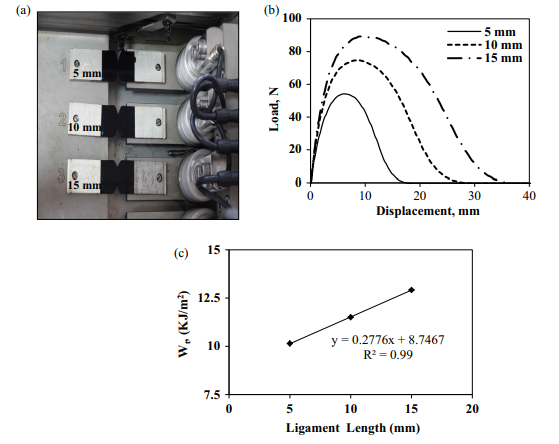 (a)
5 mm
10 mm
15 mm
1
2
3
(b)
100
80
60
40
20
0
Load, N
5 mm
10 mm
15 mm
0
10
20
30
40
Displacement, mm
(c)
15
12.5
10
7.5
W_f, (KJ/m²)
y = 0.2776x + 8.7467
R² = 0.99
0
5
10
15
20
Ligament Length (mm)